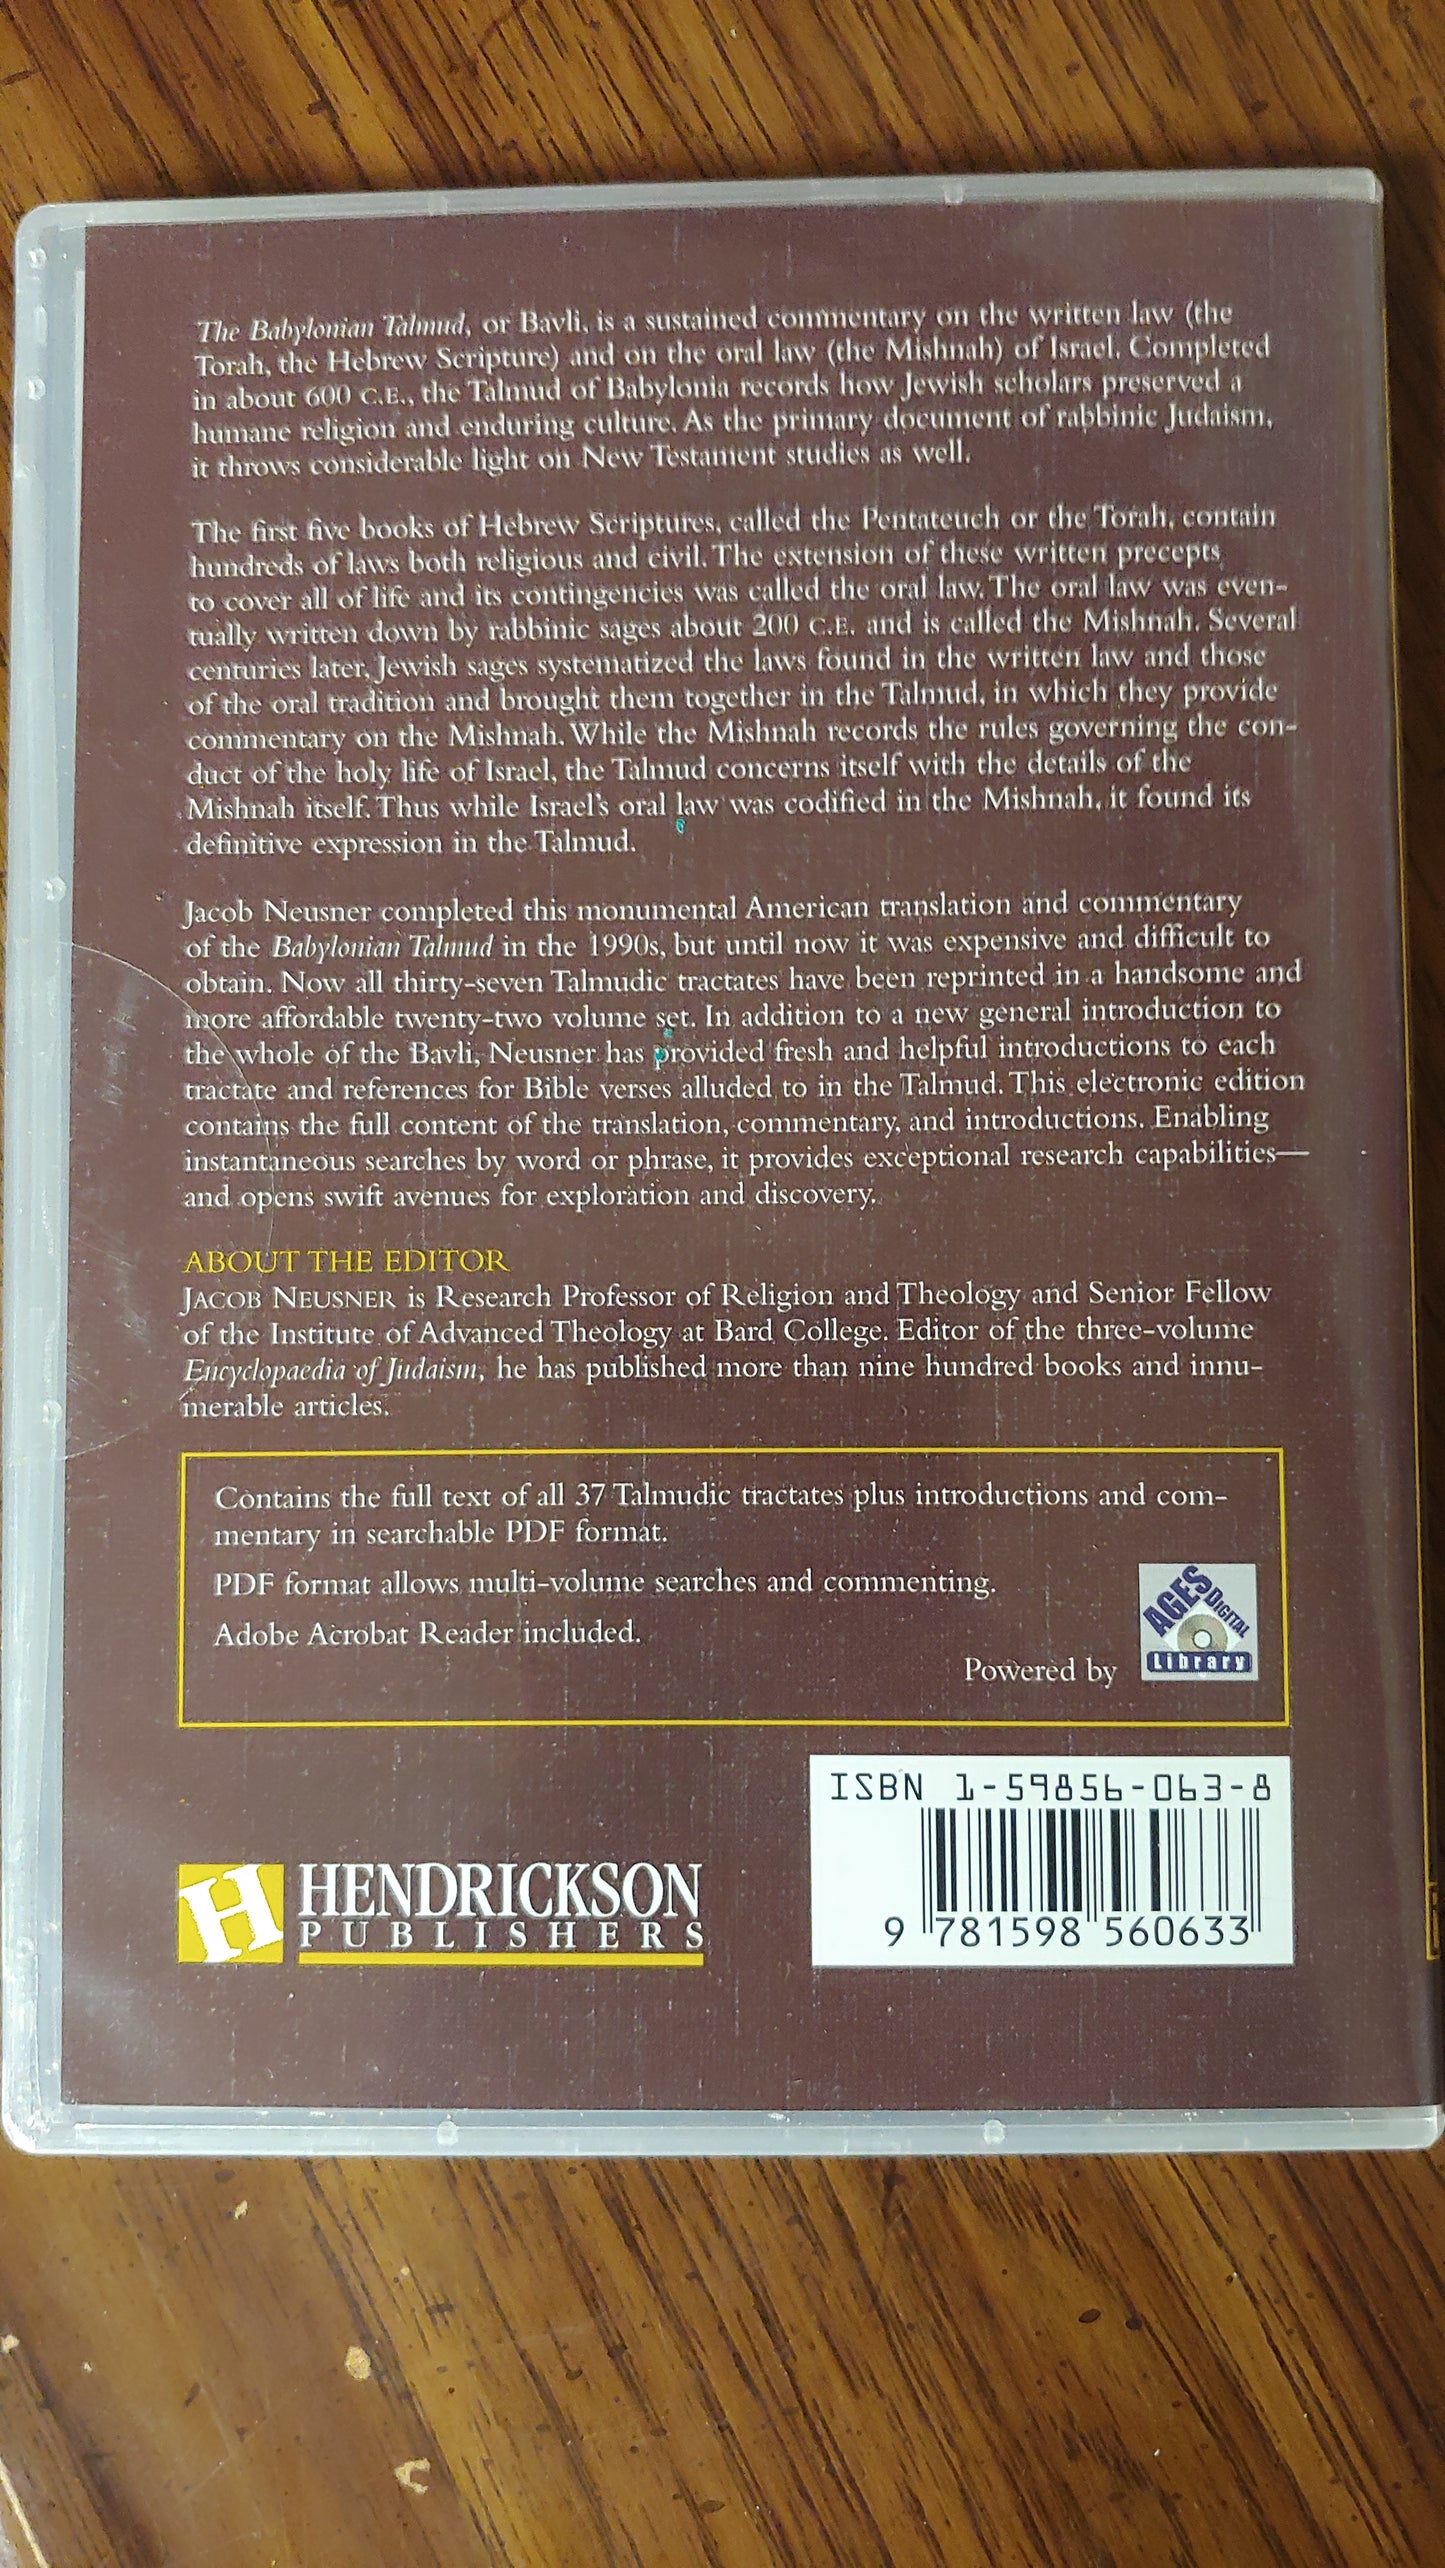 The Babylonian Talmud, or Bavli, is a sustained commentary on the written law (the
Torah, the Hebrew Scripture) and on the oral law (the Mishnah) of Israel. Completed
in about 600 C.E., the Talmud of Babylonia records how Jewish scholars preserved a
humane religion and enduring culture. As the primary document of rabbinic Judaism,
it throws considerable light on New Testament studies as well.
The first five books of Hebrew Scriptures, called the Pentateuch or the Torah, contain
hundreds of laws both religious and civil. The extension of these written precepts
to cover all of life and its contingencies was called the oral law. The oral law was even-
tually written down by rabbinic sages about 200 C.E. and is called the Mishnah. Several
centuries later, Jewish sages systematized the laws found in the written law and those
of the oral tradition and brought them together in the Talmud, in which they provide
commentary on the Mishnah. While the Mishnah records the rules governing the con-
duct of the holy life of Israel, the Talmud concerns itself with the details of the
Mishnah itself. Thus while Israel's oral law was codified in the Mishnah, it found its
definitive expression in the Talmud.
Jacob Neusner completed this monumental American translation and commentary
of the Babylonian Talmud in the 1990s, but until now it was expensive and difficult to
obtain. Now all thirty-seven Talmudic tractates have been reprinted in a handsome and
more affordable twenty-two volume set. In addition to a new general introduction to
the whole of the Bavli, Neusner has provided fresh and helpful introductions to each
tractate and references for Bible verses alluded to in the Talmud. This electronic edition
contains the full content of the translation, commentary, and introductions. Enabling
instantaneous searches by word or phrase, it provides exceptional research capabilities—
and opens swift avenues for exploration and discovery.
ABOUT THE EDITOR
JACOB NEUSNER is Research Professor of Religion and Theology and Senior Fellow
of the Institute of Advanced Theology at Bard College. Editor of the three-volume
Encyclopaedia of Judaism, he has published more than nine hundred books and innu-
merable articles.
Contains the full text of all 37 Talmudic tractates plus introductions and com-
mentary in searchable PDF format.
PDF format allows multi-volume searches and commenting.
Adobe Acrobat Reader included.
Powered by
AGES DIGITAL
Library
ISBN 1-59856-063-8
9 781598 560633
H HENDRICKSON
PUBLISHERS